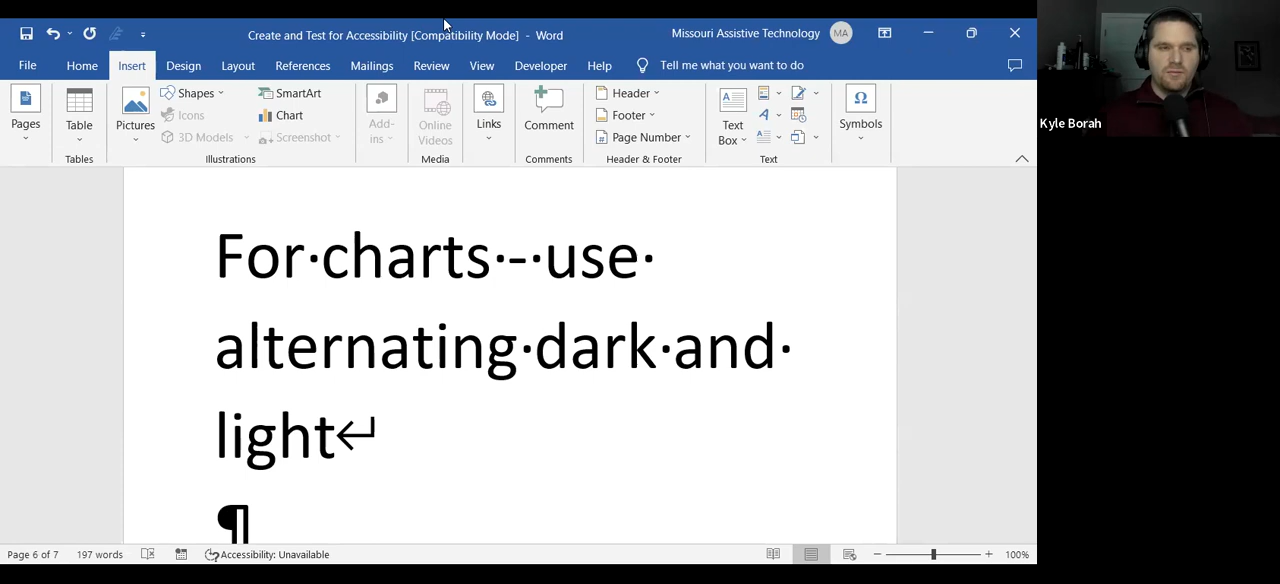 Create and Test for Accessibility [Compatibility Mode] - Word
Missouri Assistive Technology MA
File Home Insert Design Layout References Mailings Review View Developer Help Tell me what you want to do
Pages
Table
Tables
Pictures
Shapes
Icons
3D Models
SmartArt
Chart
Screenshot
Illustrations
Add-
ins
Online
Videos
Media
Links
Comment
Comments
Header
Footer
Page Number
Header & Footer
Text
Box
Text
Symbols
Kyle Borah
For·charts·-·use·
alternating·dark·and·
light↵
¶
Page 6 of 7 197 words Accessibility: Unavailable 100%